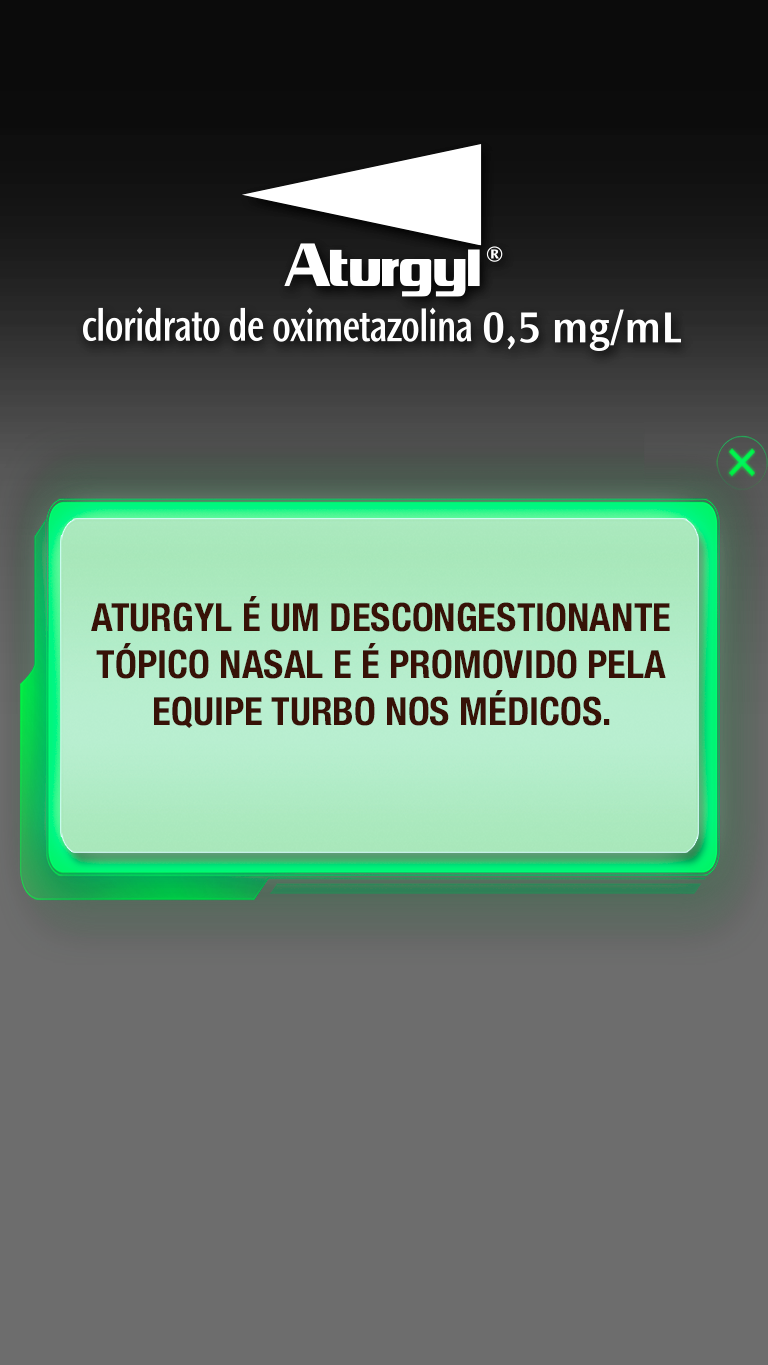 Aturgyl®
cloridrato de oximetazolina 0,5 mg/mL
ATURGYL É UM DESCONGESTIONANTE
TÓPICO NASAL E É PROMOVIDO PELA
EQUIPE TURBO NOS MÉDICOS.